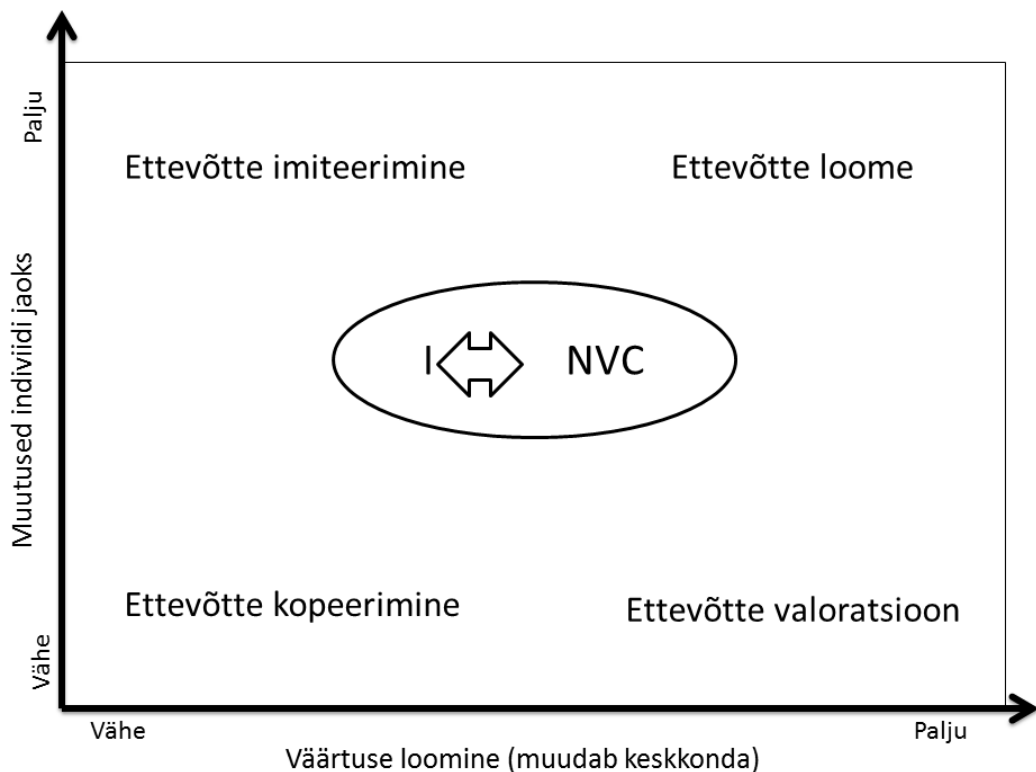 Palju
Ettevõtte imiteerimine
Ettevõtte loome
Muutused indiviidi jaoks
I
NVC
Ettevõtte kopeerimine
Ettevõtte valoratsioon
Vähe
Vähe
Palju
Väärtuse loomine (muudab keskkonda)